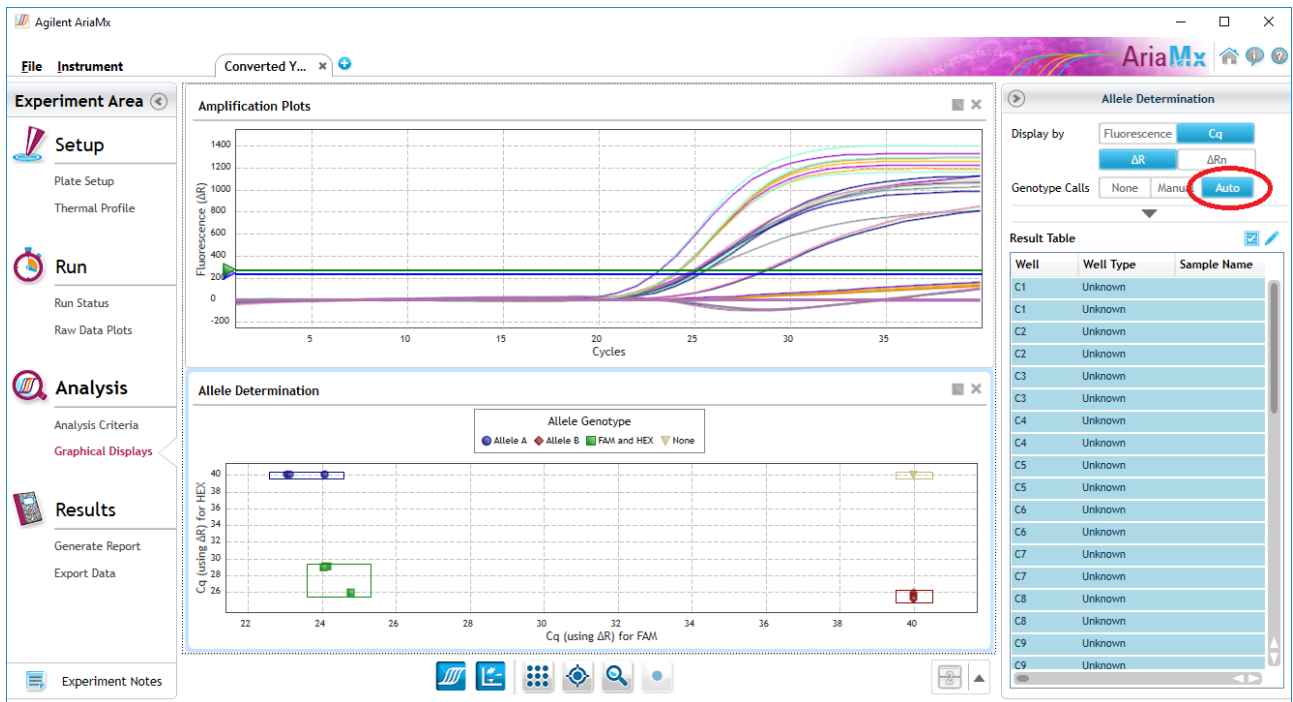 Agilent AriaMx
File Instrument
Converted Y...
AriaMx
Experiment Area
Setup
Plate Setup
Thermal Profile
Run
Run Status
Raw Data Plots
Analysis
Analysis Criteria
Graphical Displays
Results
Generate Report
Export Data
Experiment Notes
Amplification Plots
Fluorescence (ΔR)
1400
1200
1000
800
600
400
200
0
-200
5 10 15 20 25 30 35
Cycles
Allele Determination
Allele Genotype
Allele A Allele B FAM and HEX None
Cq (using ΔR) for HEX
40
38
36
34
32
30
28
26
22 24 26 28 30 32 34 36 38 40
Cq (using ΔR) for FAM
Allele Determination
Display by Fluorescence Cq
ΔR ΔRn
Genotype Calls None Manual Auto
Result Table
Well Well Type Sample Name
C1 Unknown
C1 Unknown
C2 Unknown
C2 Unknown
C3 Unknown
C3 Unknown
C4 Unknown
C4 Unknown
C5 Unknown
C5 Unknown
C6 Unknown
C6 Unknown
C7 Unknown
C7 Unknown
C8 Unknown
C8 Unknown
C9 Unknown
C9 Unknown